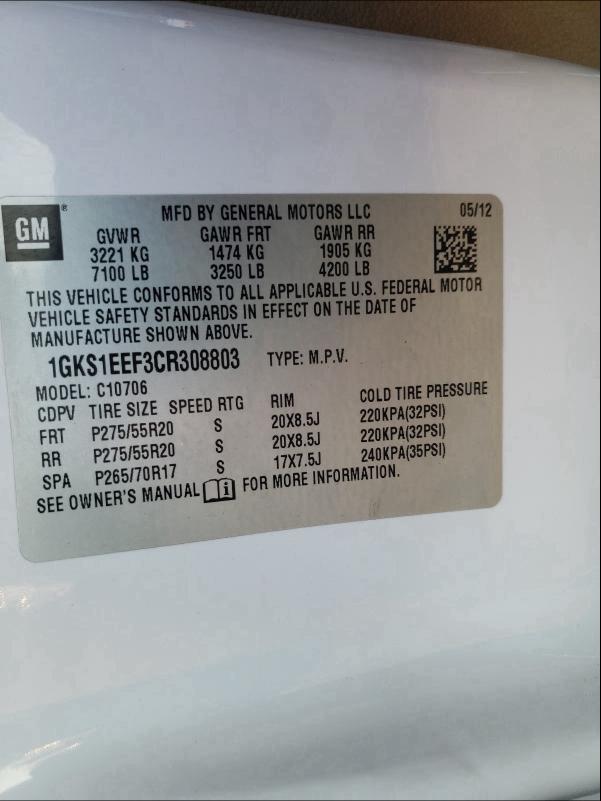 GM ® MFD BY GENERAL MOTORS LLC 05/12
GVWR GAWR FRT GAWR RR
3221 KG 1474 KG 1905 KG
7100 LB 3250 LB 4200 LB
THIS VEHICLE CONFORMS TO ALL APPLICABLE U.S. FEDERAL MOTOR
VEHICLE SAFETY STANDARDS IN EFFECT ON THE DATE OF
MANUFACTURE SHOWN ABOVE.
1GKS1EEF3CR308803 TYPE: M.P.V.
MODEL: C10706
CDPV TIRE SIZE SPEED RTG RIM COLD TIRE PRESSURE
FRT P275/55R20 S 20X8.5J 220KPA(32PSI)
RR P275/55R20 S 20X8.5J 220KPA(32PSI)
SPA P265/70R17 S 17X7.5J 240KPA(35PSI)
SEE OWNER'S MANUAL i FOR MORE INFORMATION.